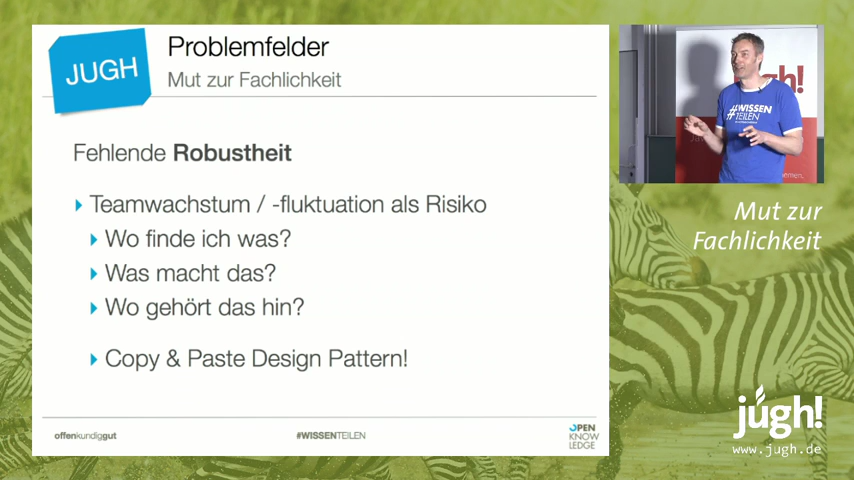 JUGH
Problemfelder
Mut zur Fachlichkeit
Fehlende Robustheit
Teamwachstum / -fluktuation als Risiko
Wo finde ich was?
Was macht das?
Wo gehört das hin?
Copy & Paste Design Pattern!
offenkundiggut
#WISSENTEILEN
OPEN
KNOW
LEDGE
jugh!
#WISSEN
TEILEN
Mut zur
Fachlichkeit
jugh!
www.jugh.de